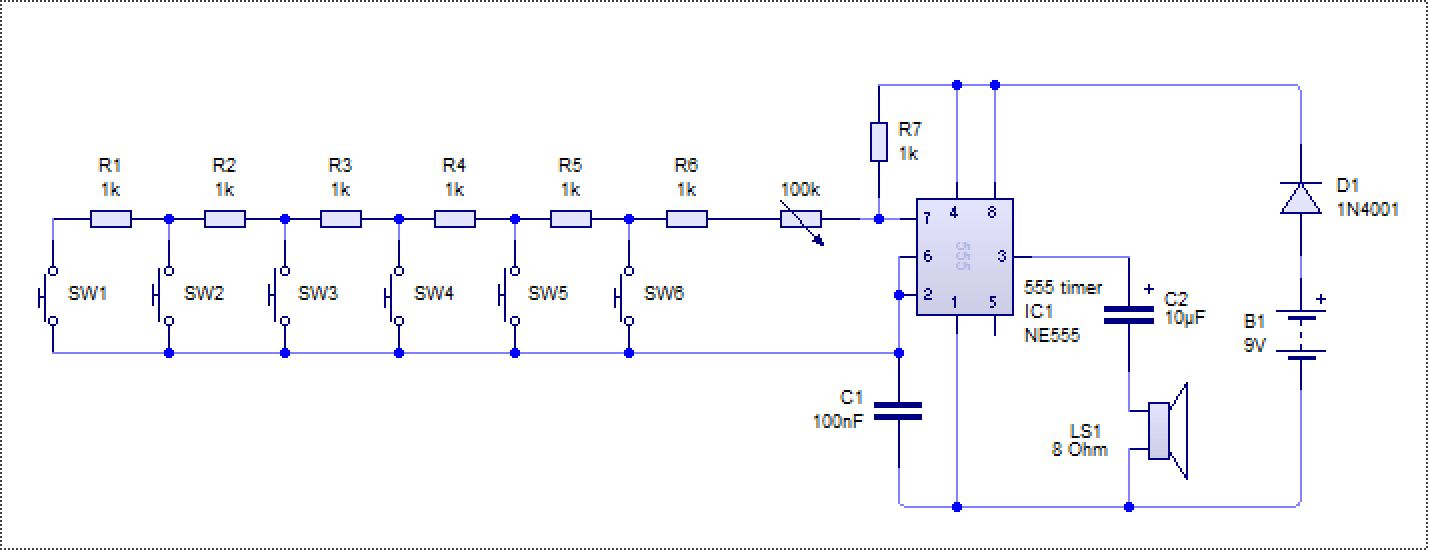 R1
1k
R2
1k
R3
1k
R4
1k
R5
1k
R6
1k
100k
R7
1k
SW1
SW2
SW3
SW4
SW5
SW6
7
4
8
6
555
3
2
1
5
555 timer
IC1
NE555
+
C2
10µF
D1
1N4001
+
B1
9V
C1
100nF
LS1
8 Ohm